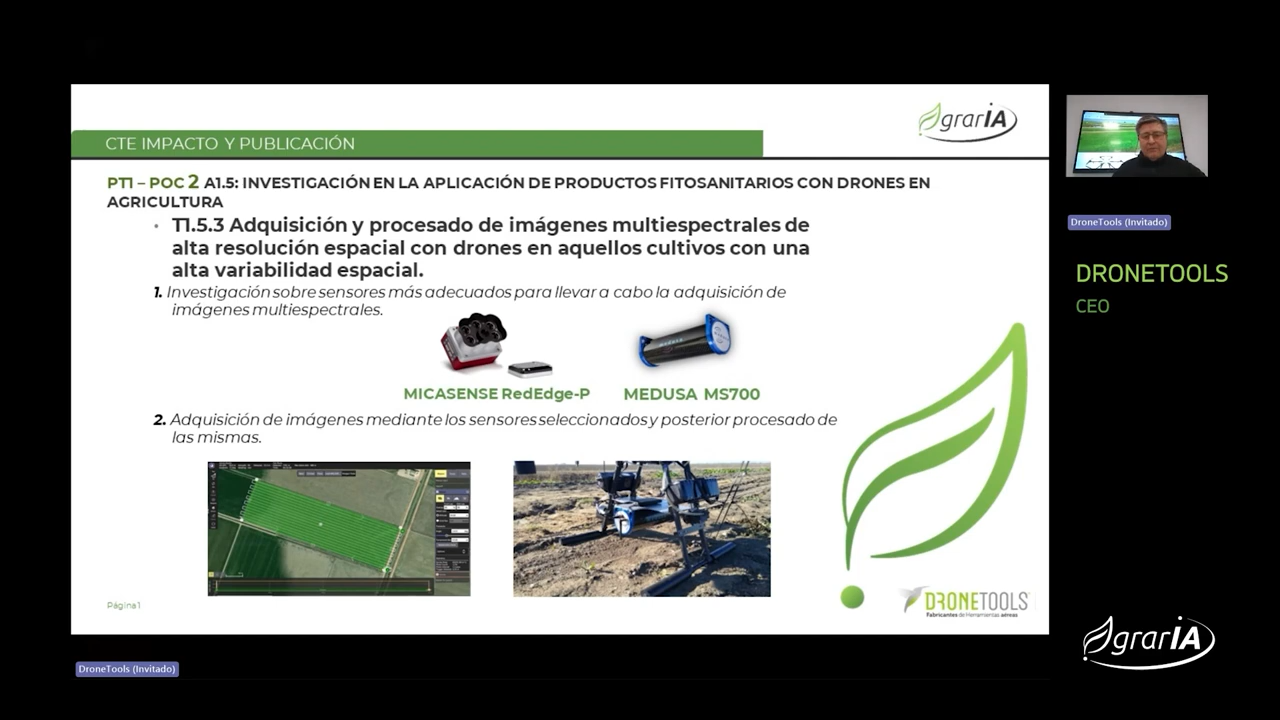 CTE IMPACTO Y PUBLICACIÓN
AgrarIA
PT1 – POC 2 A1.5: INVESTIGACIÓN EN LA APLICACIÓN DE PRODUCTOS FITOSANITARIOS CON DRONES EN
AGRICULTURA
• T1.5.3 Adquisición y procesado de imágenes multiespectrales de
alta resolución espacial con drones en aquellos cultivos con una
alta variabilidad espacial.
1. Investigación sobre sensores más adecuados para llevar a cabo la adquisición de
imágenes multiespectrales.
MICASENSE RedEdge-P
MEDUSA MS700
2. Adquisición de imágenes mediante los sensores seleccionados y posterior procesado de
las mismas.
Página 1
DRONETOOLS
Fabricantes de Herramientas aéreas
DroneTools (Invitado)
DroneTools (Invitado)
DRONETOOLS
CEO
AgrarIA